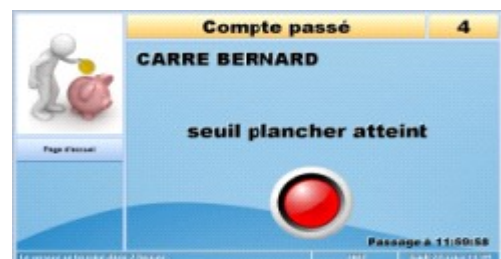 Compte passé 4
CARRE BERNARD
seuil plancher atteint
Page d'accueil
Passage à 11:59:58